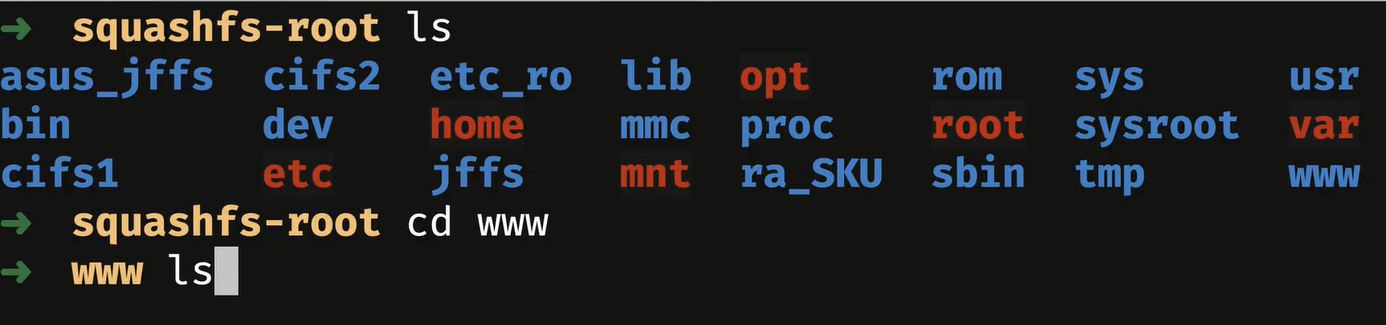 ➜ squashfs-root ls
asus_jffs cifs2 etc_ro lib opt rom sys usr
bin dev home mmc proc root sysroot var
cifs1 etc jffs mnt ra_SKU sbin tmp www
➜ squashfs-root cd www
➜ www ls